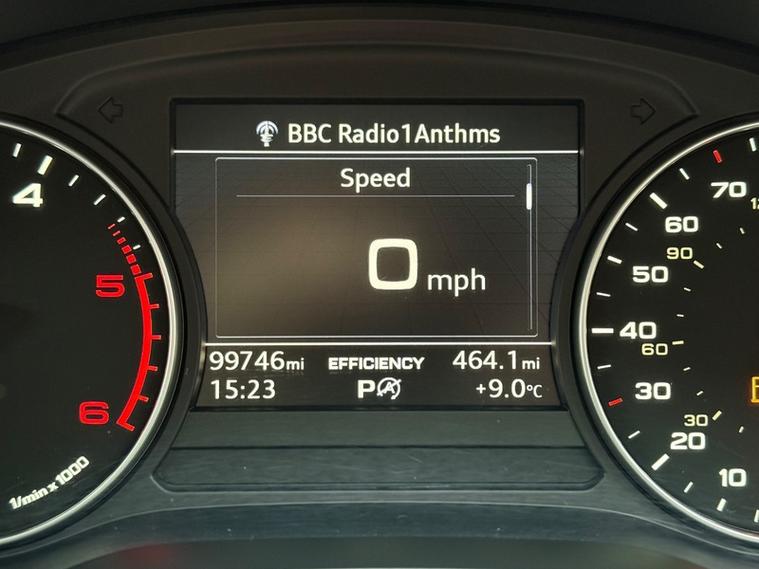 BBC Radio1Anthms
Speed
0 mph
99746mi EFFICIENCY 464.1mi
15:23 P +9.0°C
4
5
6
1/min x 1000
70
60
90
50
40
60
30
30
20
10